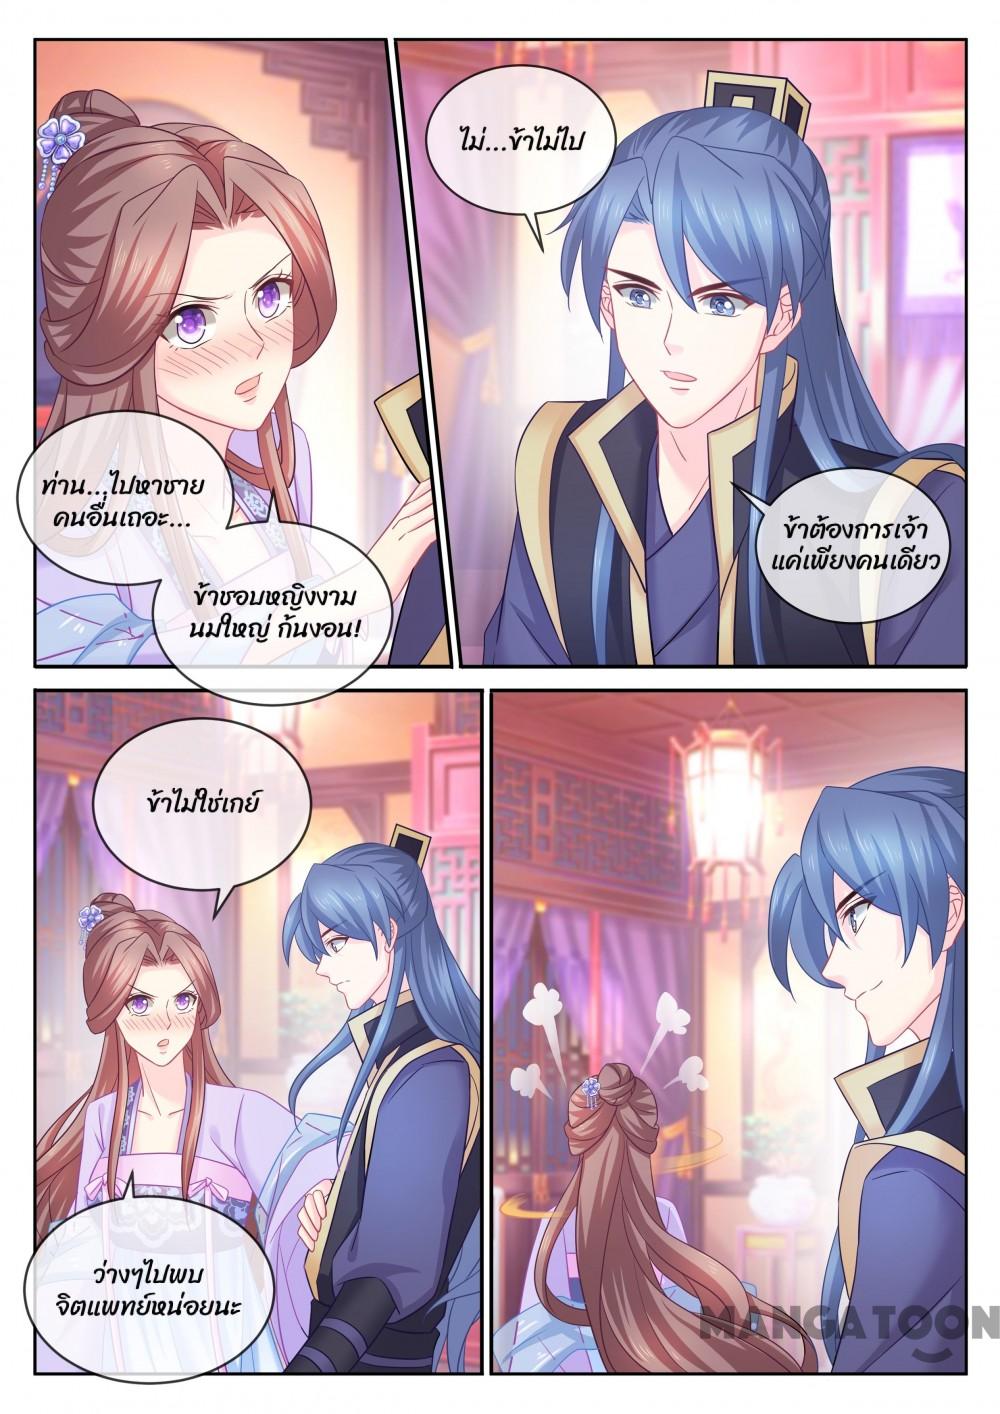 ท่าน...ไปหาชาย
คนอื่นเถอะ...
ข้าชอบหญิงงาม
นมใหญ่ ก้นงอน!
ไม่...ข้าไม่ไป
ข้าต้องการเจ้า
แค่เพียงคนเดียว
ข้าไม่ใช่เกย์
ว่างๆไปพบ
จิตแพทย์หน่อยนะ
MANGATOON